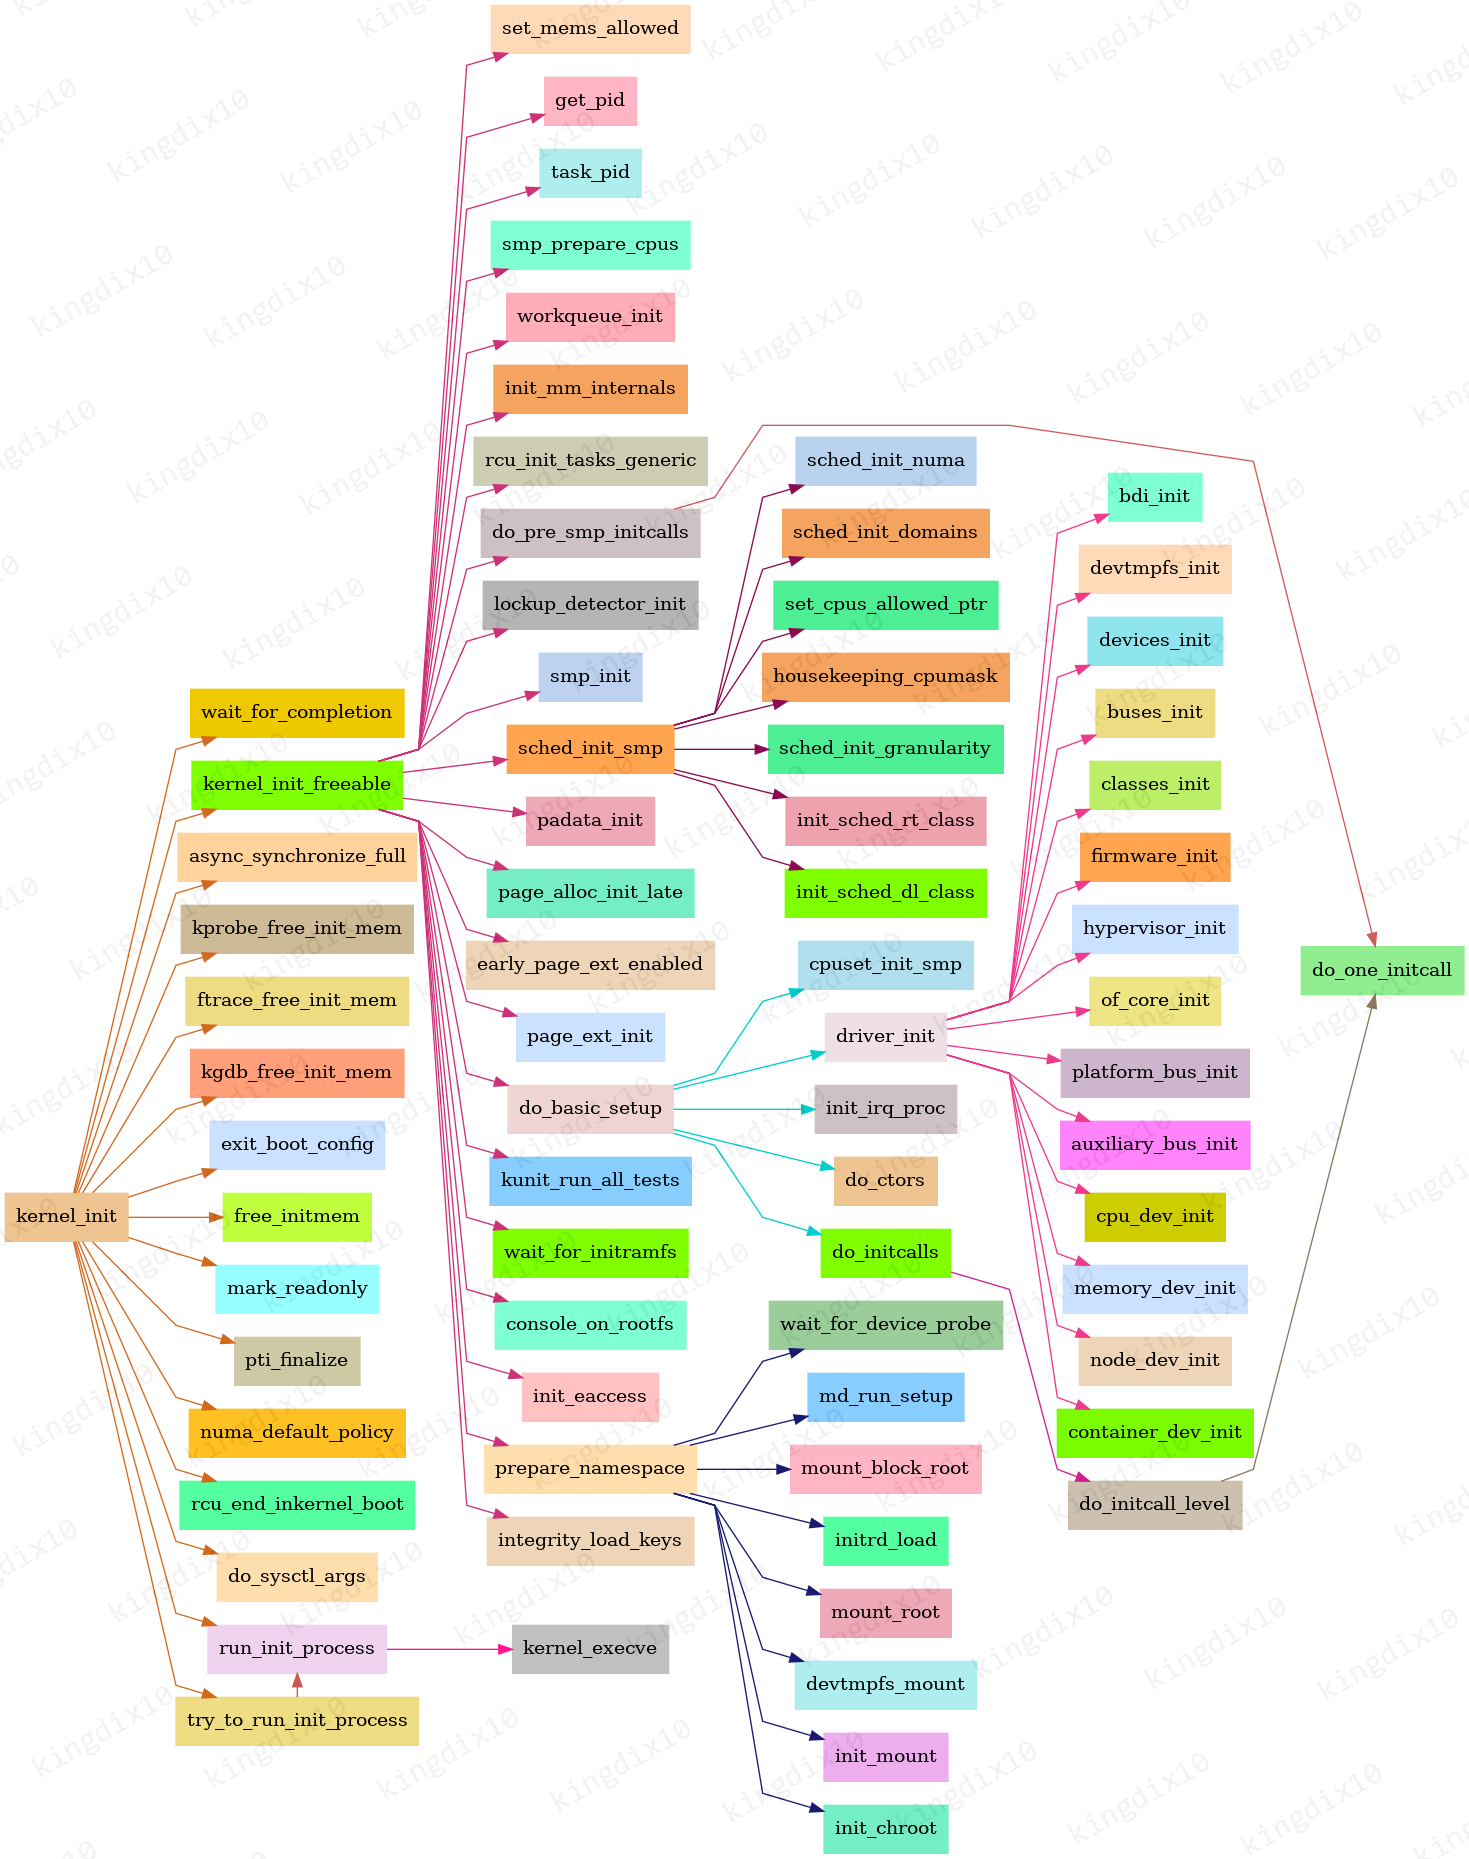 set_mems_allowed
get_pid
task_pid
smp_prepare_cpus
workqueue_init
init_mm_internals
rcu_init_tasks_generic
do_pre_smp_initcalls
lockup_detector_init
smp_init
sched_init_smp
padata_init
page_alloc_init_late
early_page_ext_enabled
page_ext_init
do_basic_setup
kunit_run_all_tests
wait_for_initramfs
console_on_rootfs
init_eaccess
prepare_namespace
integrity_load_keys
kernel_execve
wait_for_completion
kernel_init_freeable
async_synchronize_full
kprobe_free_init_mem
ftrace_free_init_mem
kgdb_free_init_mem
exit_boot_config
kernel_init
free_initmem
mark_readonly
pti_finalize
numa_default_policy
rcu_end_inkernel_boot
do_sysctl_args
run_init_process
try_to_run_init_process
sched_init_numa
sched_init_domains
set_cpus_allowed_ptr
housekeeping_cpumask
sched_init_granularity
init_sched_rt_class
init_sched_dl_class
cpuset_init_smp
driver_init
init_irq_proc
do_ctors
do_initcalls
wait_for_device_probe
md_run_setup
mount_block_root
initrd_load
mount_root
devtmpfs_mount
init_mount
init_chroot
bdi_init
devtmpfs_init
devices_init
buses_init
classes_init
firmware_init
hypervisor_init
of_core_init
platform_bus_init
auxiliary_bus_init
cpu_dev_init
memory_dev_init
node_dev_init
container_dev_init
do_initcall_level
do_one_initcall
kingdix10